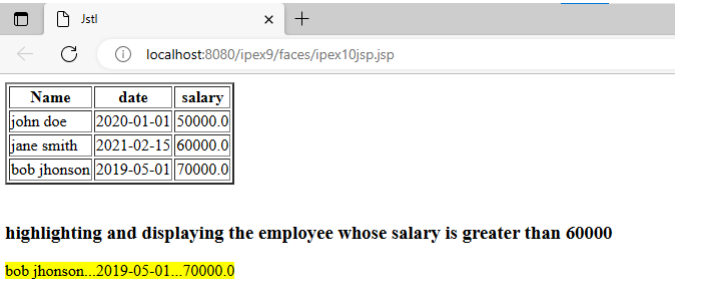 Jstl
localhost:8080/ipex9/faces/ipex10jsp.jsp
Name date salary
john doe 2020-01-01 50000.0
jane smith 2021-02-15 60000.0
bob jhonson 2019-05-01 70000.0
highlighting and displaying the employee whose salary is greater than 60000
bob jhonson...2019-05-01...70000.0